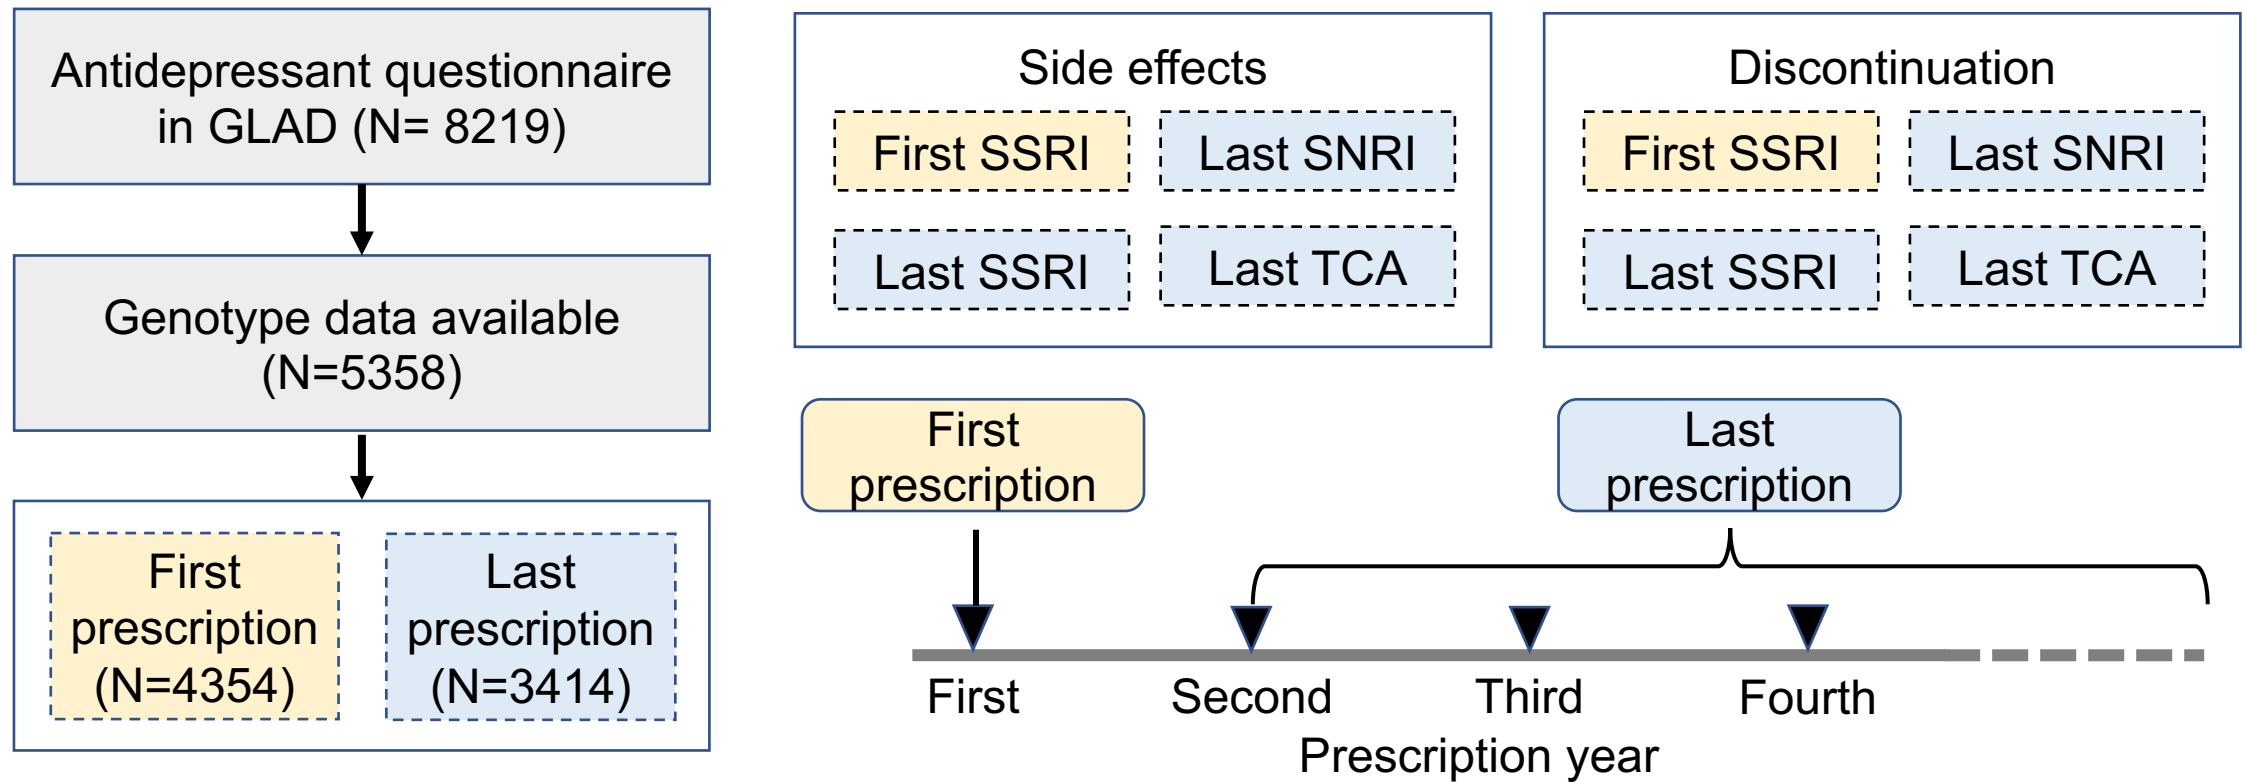 Antidepressant questionnaire
in GLAD (N= 8219)
Genotype data available
(N=5358)
First
prescription
(N=4354)
Last
prescription
(N=3414)
Side effects
First SSRI
Last SNRI
Last SSRI
Last TCA
Discontinuation
First SSRI
Last SNRI
Last SSRI
Last TCA
First
prescription
Last
prescription
First
Second
Third
Fourth
Prescription year